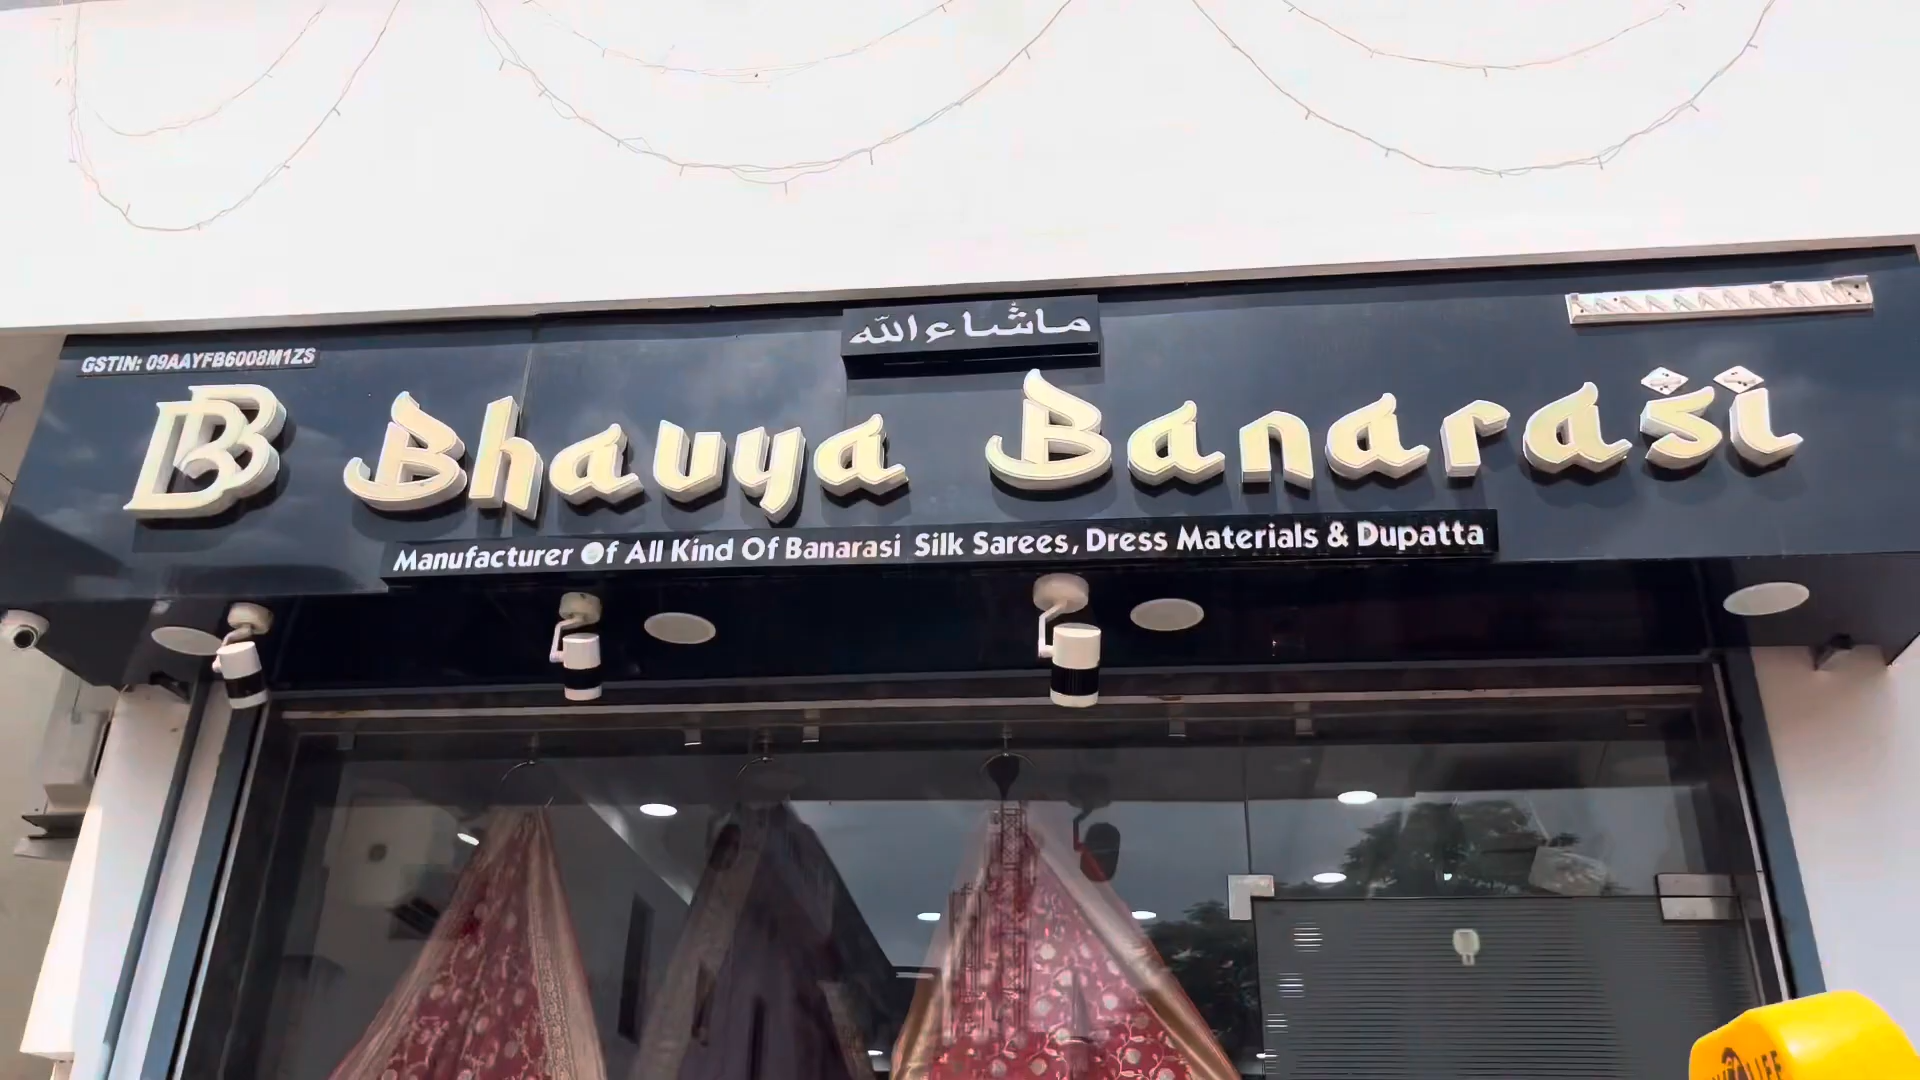 ماشاءالله
GSTIN: 09AAYFB6008M1ZS
BB Bhavya Banarasi
Manufacturer Of All Kind Of Banarasi Silk Sarees, Dress Materials & Dupatta